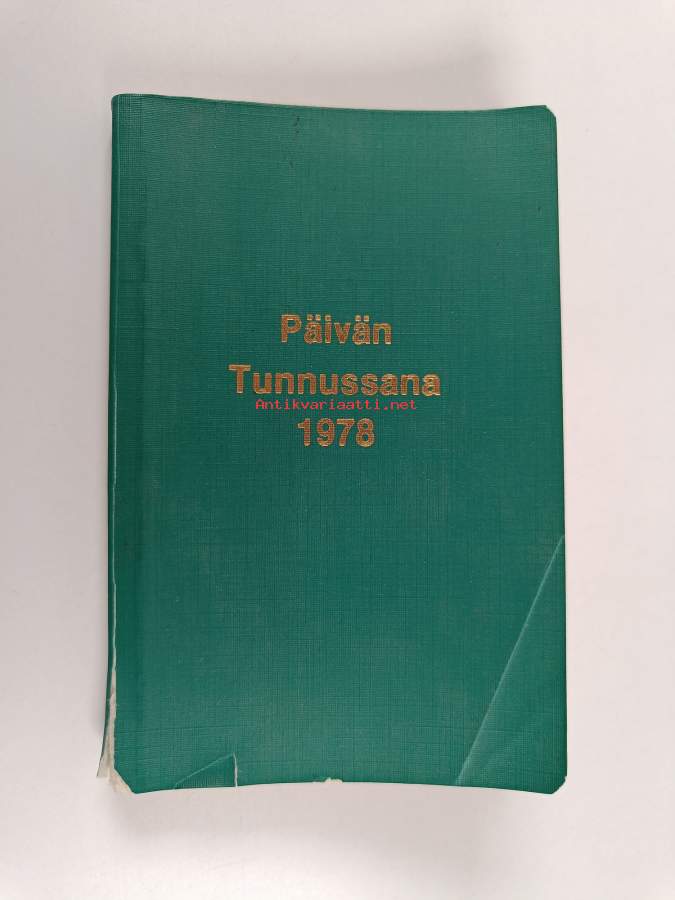 Päivän
Tunnussana
Antikvariaatti.net
1978